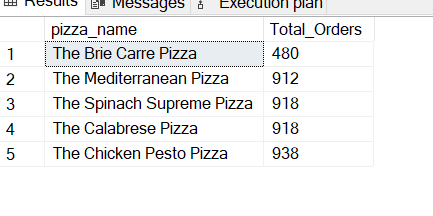 Results Messages Execution plan
pizza_name Total_Orders
1 The Brie Carre Pizza 480
2 The Mediterranean Pizza 912
3 The Spinach Supreme Pizza 918
4 The Calabrese Pizza 918
5 The Chicken Pesto Pizza 938